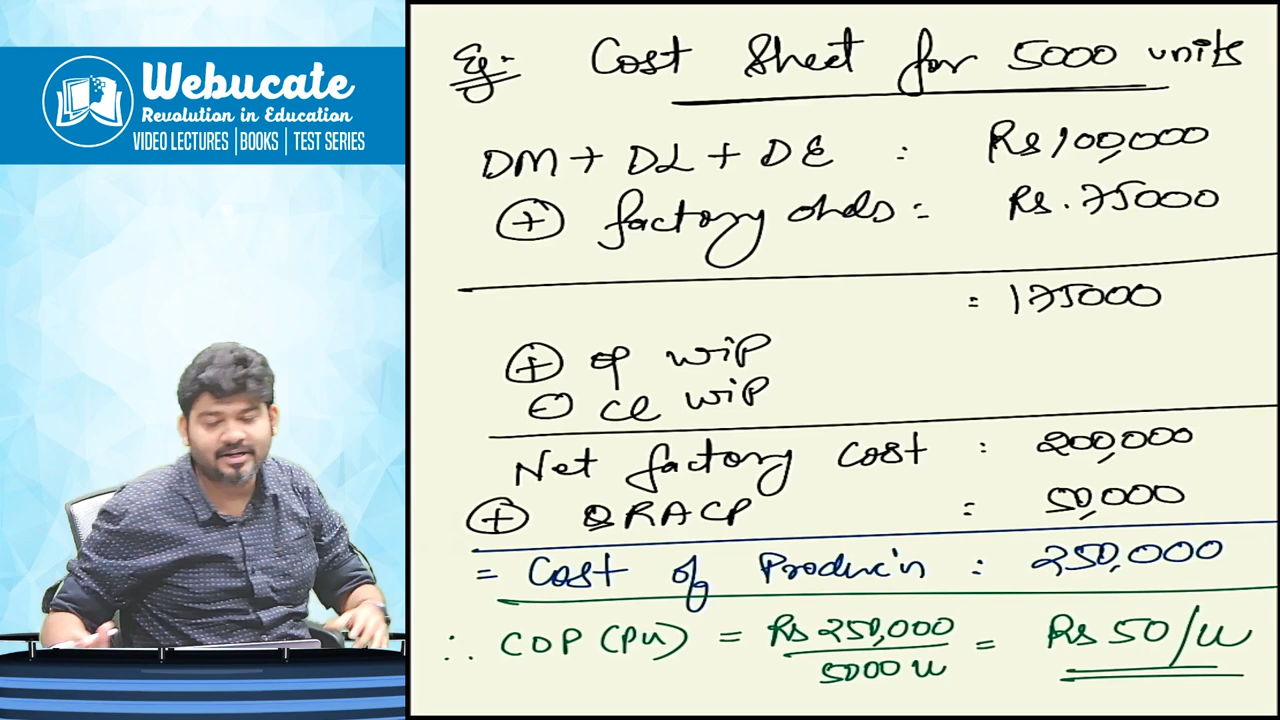 Webucate
Revolution in Education
VIDEO LECTURES | BOOKS | TEST SERIES
Eg:- Cost Sheet for 5000 units
DM + DL + DE : Rs 100,000
(+) factory ohds = Rs. 75000
= 175000
(+) op WIP
(-) Cl WIP
Net factory cost : 200,000
(+) QRACP = 50,000
= Cost of Produc'n : 250,000
∴ COP (PU) = Rs 250,000 / 5000 u = Rs 50/u